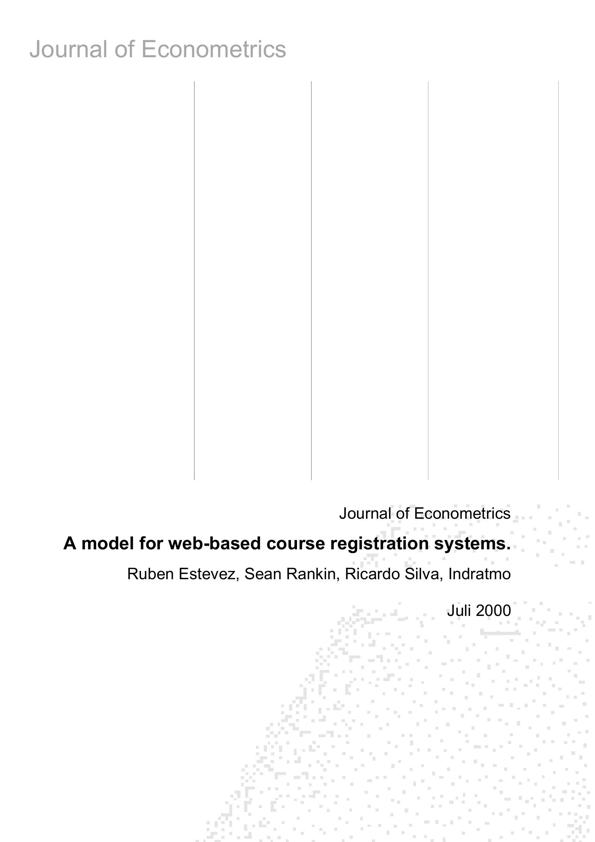 Journal of Econometrics
Journal of Econometrics
A model for web-based course registration systems.
Ruben Estevez, Sean Rankin, Ricardo Silva, Indratmo
Juli 2000